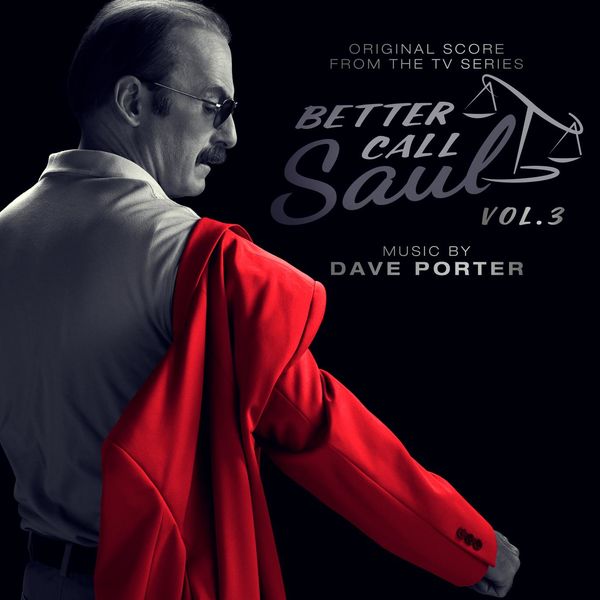 ORIGINAL SCORE
FROM THE TV SERIES
BETTER
CALL
Saul
VOL.3
MUSIC BY
DAVE PORTER